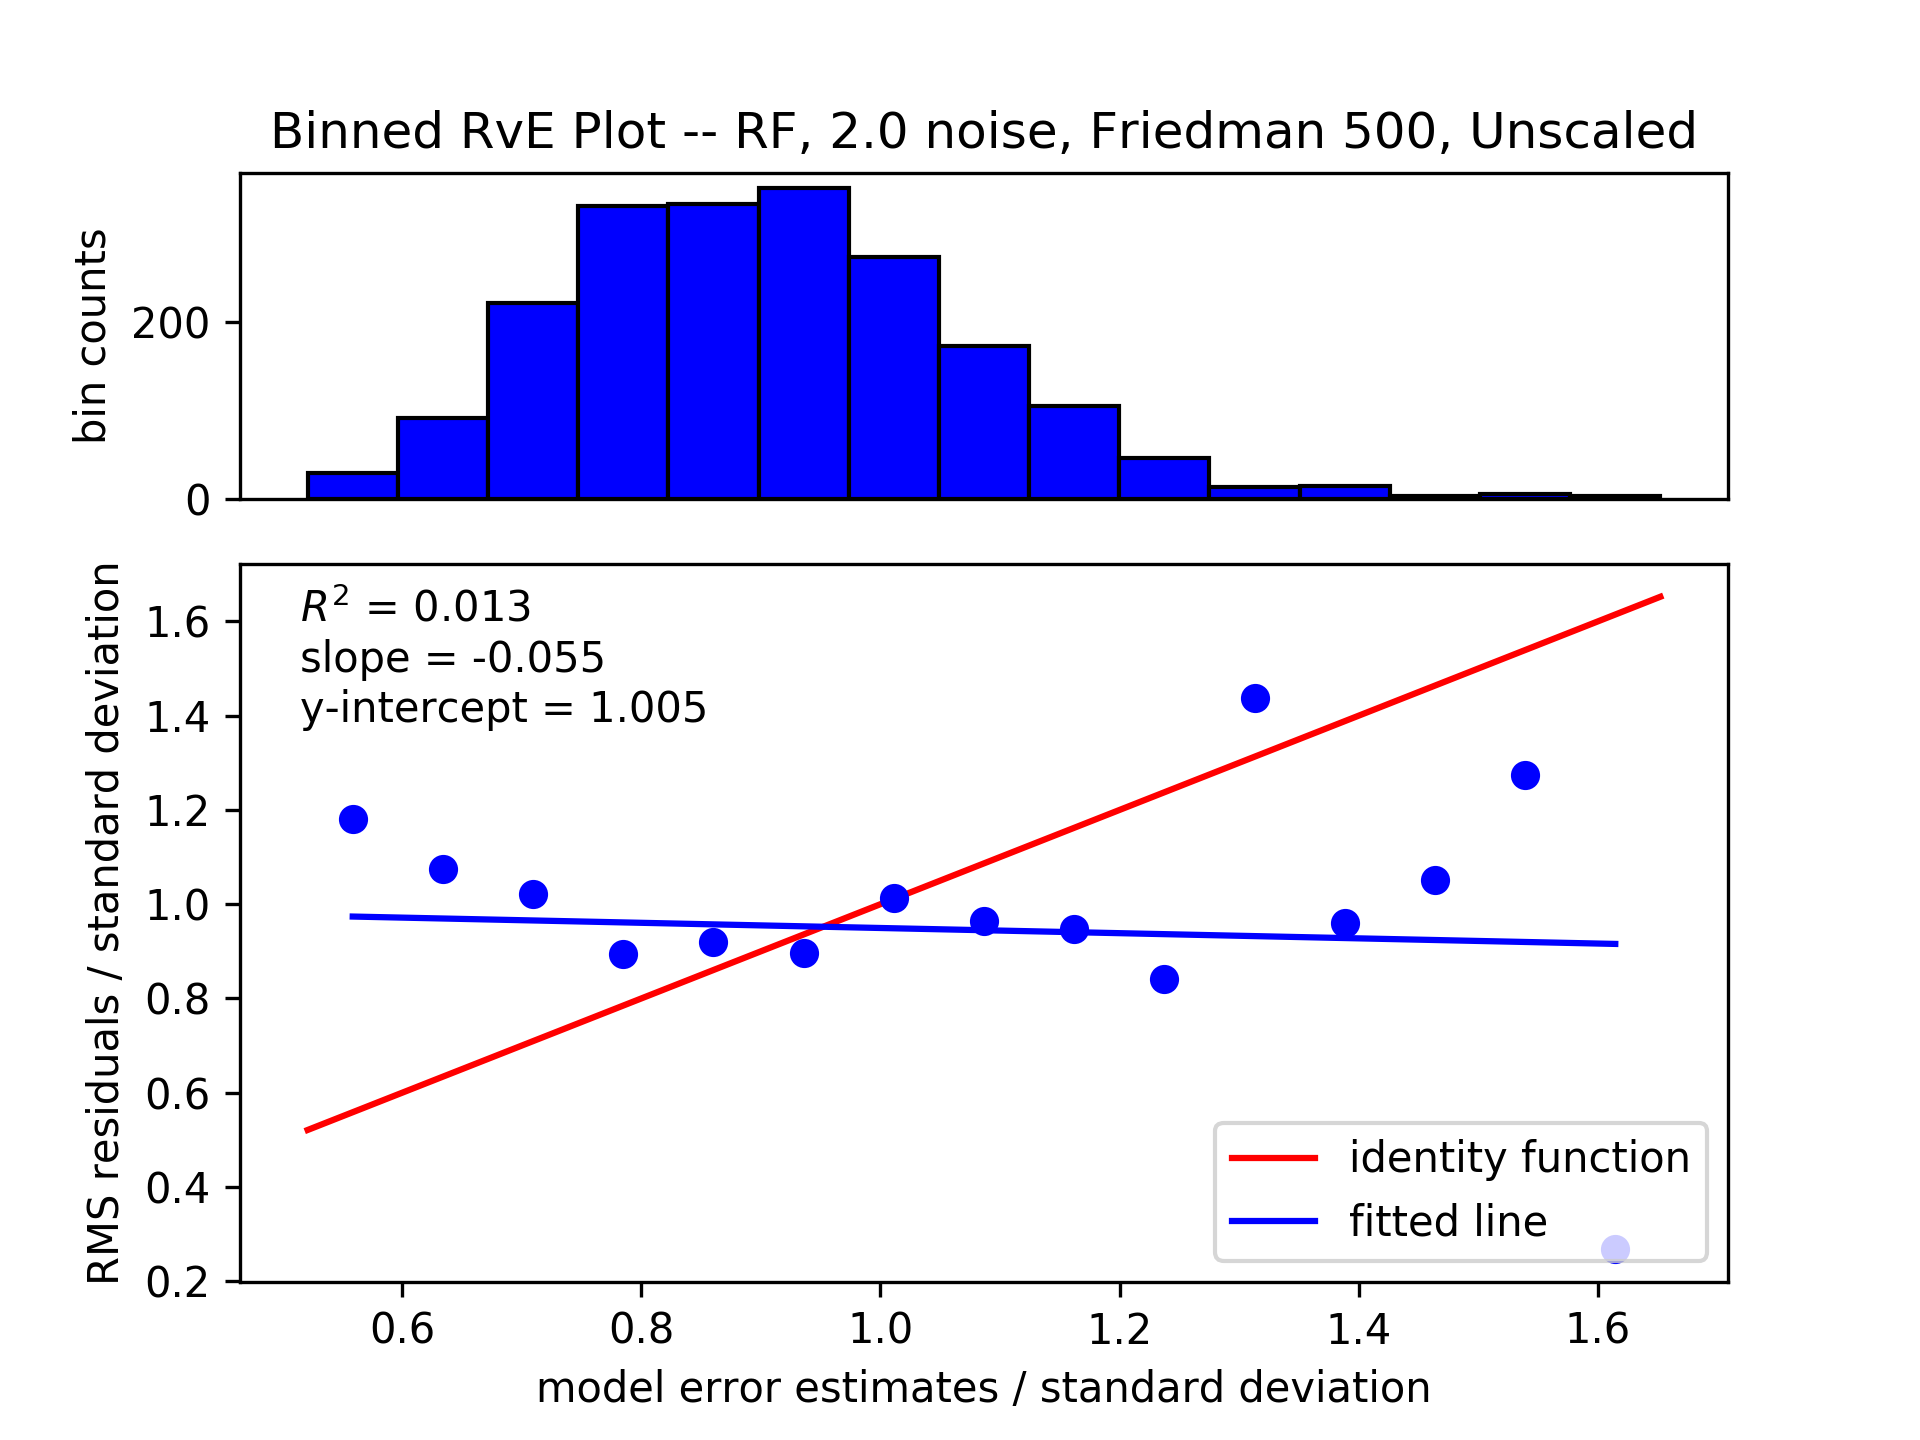 Binned RvE Plot -- RF, 2.0 noise, Friedman 500, Unscaled
bin counts
200
0
RMS residuals / standard deviation
R² = 0.013
slope = -0.055
y-intercept = 1.005
1.6
1.4
1.2
1.0
0.8
0.6
0.4
0.2
identity function
fitted line
0.6 0.8 1.0 1.2 1.4 1.6
model error estimates / standard deviation